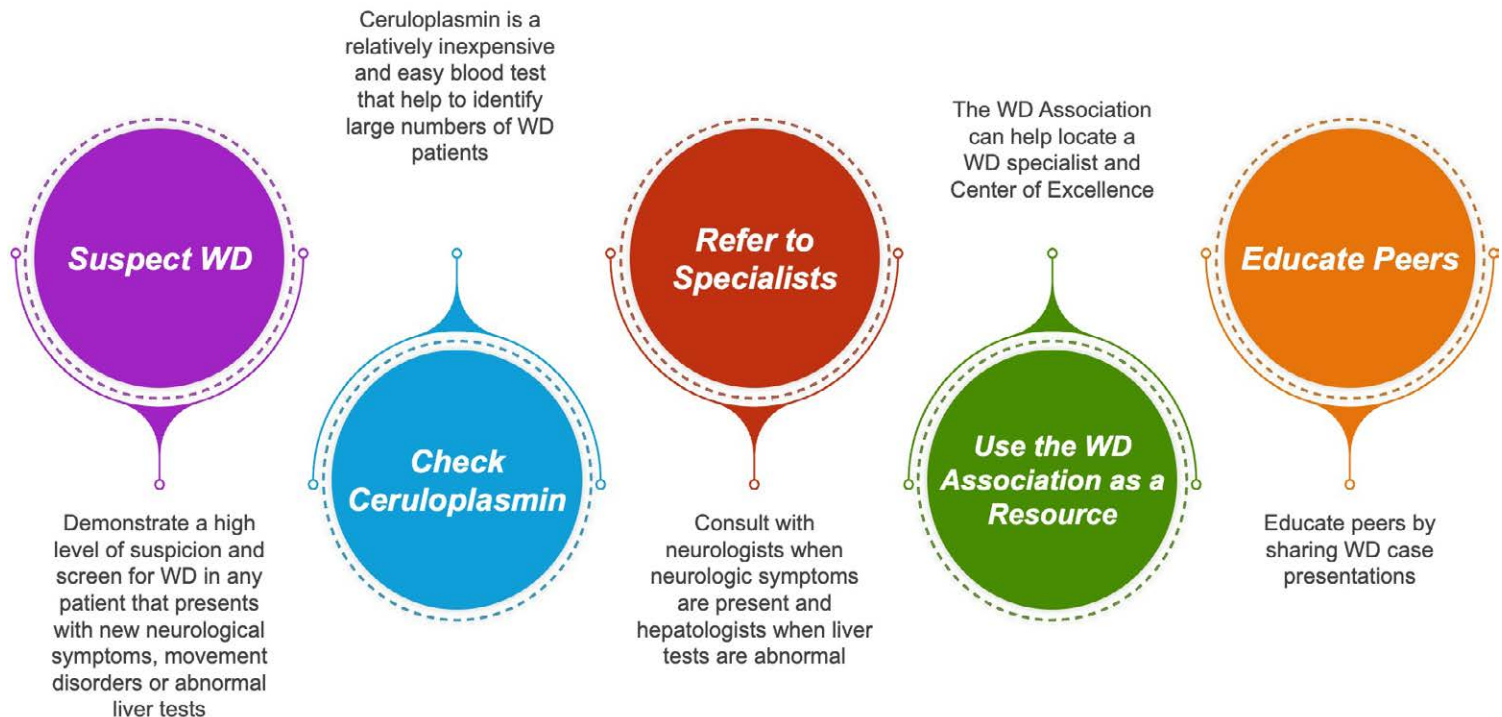 Suspect WD
Demonstrate a high
level of suspicion and
screen for WD in any
patient that presents
with new neurological
symptoms, movement
disorders or abnormal
liver tests
Ceruloplasmin is a
relatively inexpensive
and easy blood test
that help to identify
large numbers of WD
patients
Check
Ceruloplasmin
Refer to
Specialists
Consult with
neurologists when
neurologic symptoms
are present and
hepatologists when liver
tests are abnormal
The WD Association
can help locate a
WD specialist and
Center of Excellence
Use the WD
Association as a
Resource
Educate Peers
Educate peers by
sharing WD case
presentations